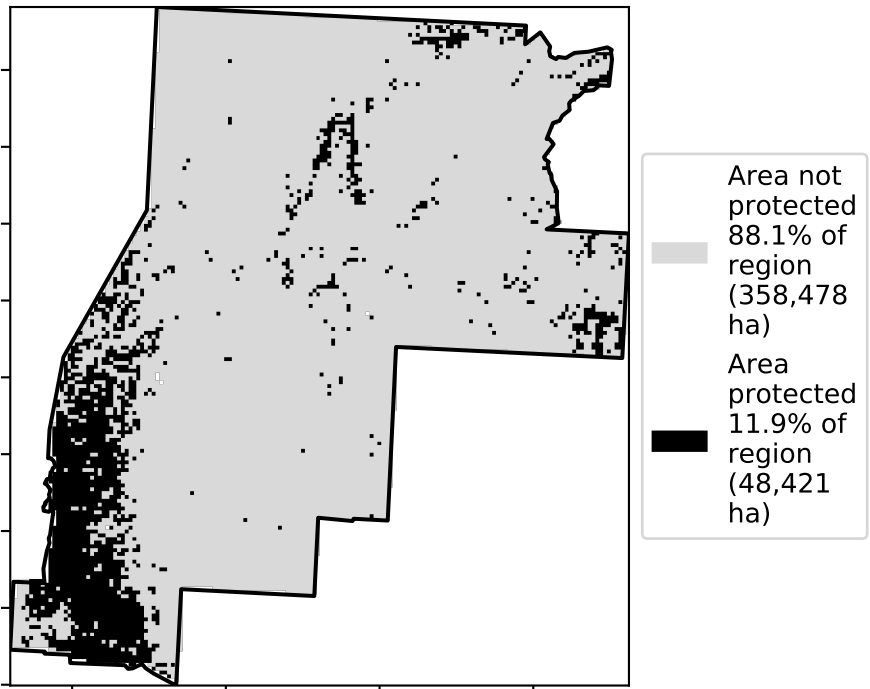 Area not
protected
88.1% of
region
(358,478
ha)
Area
protected
11.9% of
region
(48,421
ha)